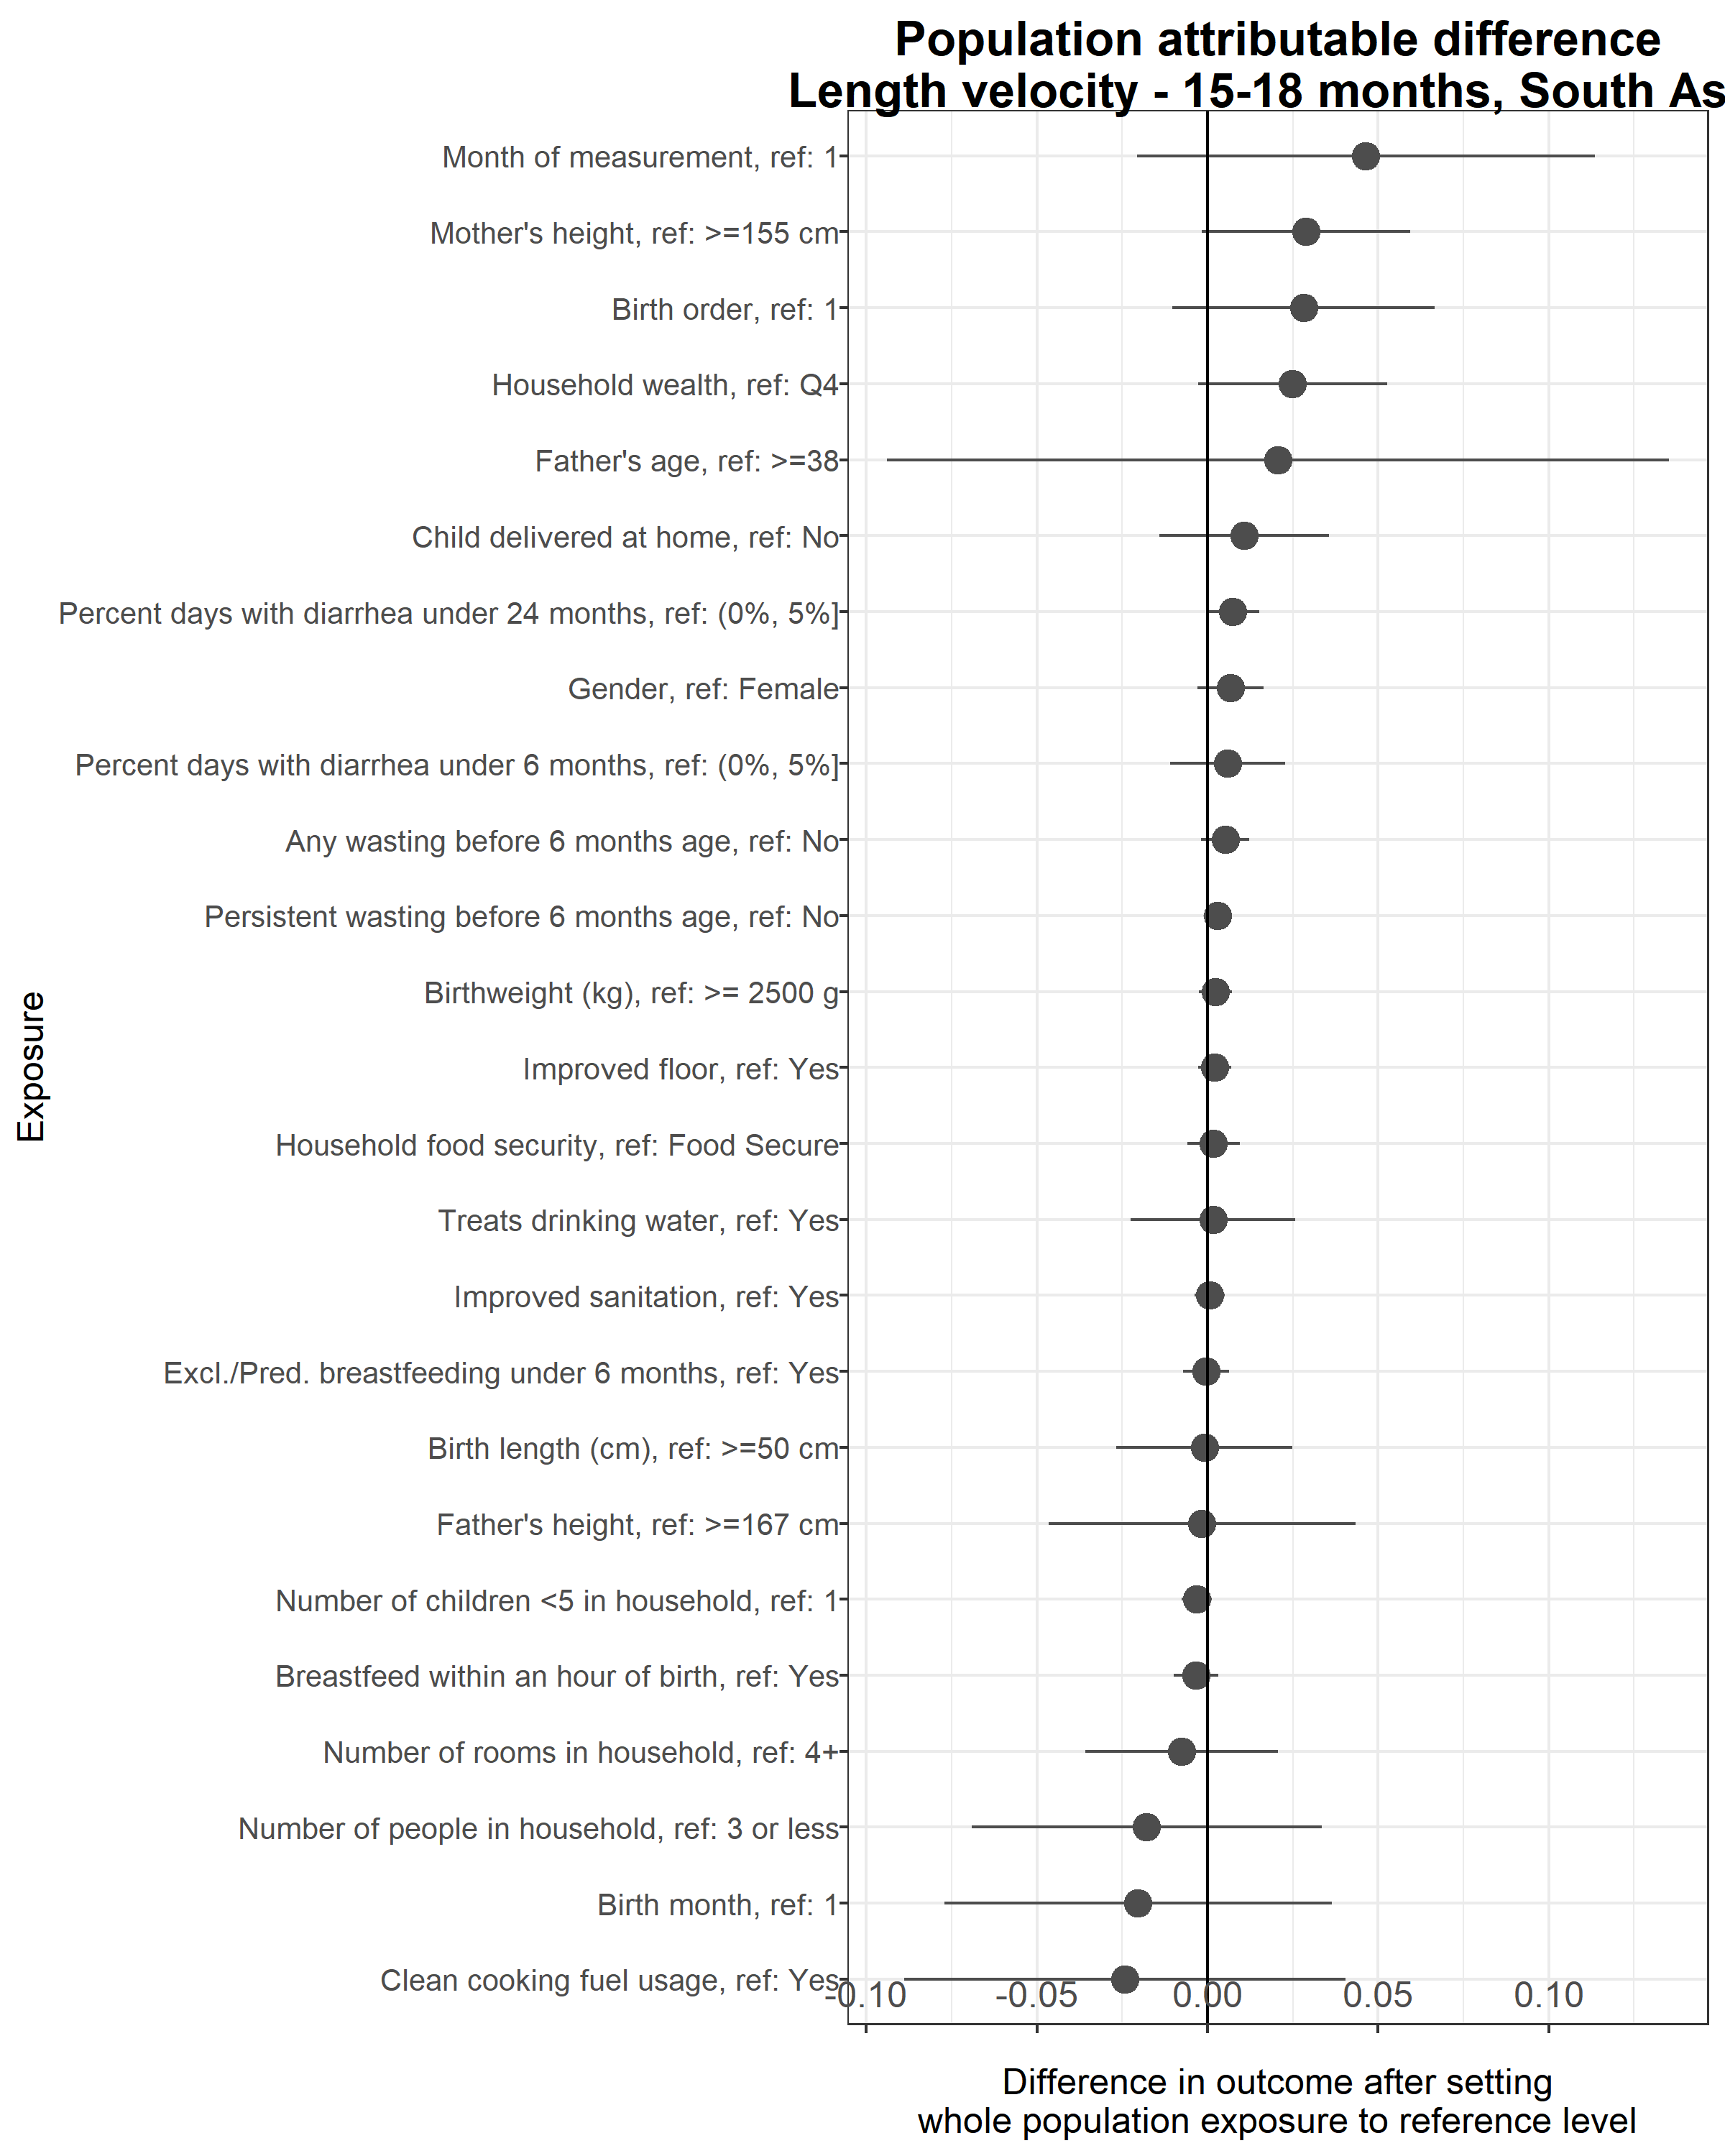 Population attributable difference
Length velocity - 15-18 months, South As
Month of measurement, ref: 1
Mother's height, ref: >=155 cm
Birth order, ref: 1
Household wealth, ref: Q4
Father's age, ref: >=38
Child delivered at home, ref: No
Percent days with diarrhea under 24 months, ref: (0%, 5%]
Gender, ref: Female
Percent days with diarrhea under 6 months, ref: (0%, 5%]
Any wasting before 6 months age, ref: No
Persistent wasting before 6 months age, ref: No
Birthweight (kg), ref: >= 2500 g
Improved floor, ref: Yes
Household food security, ref: Food Secure
Treats drinking water, ref: Yes
Improved sanitation, ref: Yes
Excl./Pred. breastfeeding under 6 months, ref: Yes
Birth length (cm), ref: >=50 cm
Father's height, ref: >=167 cm
Number of children <5 in household, ref: 1
Breastfeed within an hour of birth, ref: Yes
Number of rooms in household, ref: 4+
Number of people in household, ref: 3 or less
Birth month, ref: 1
Clean cooking fuel usage, ref: Yes
Exposure
-0.10 -0.05 0.00 0.05 0.10
Difference in outcome after setting
whole population exposure to reference level